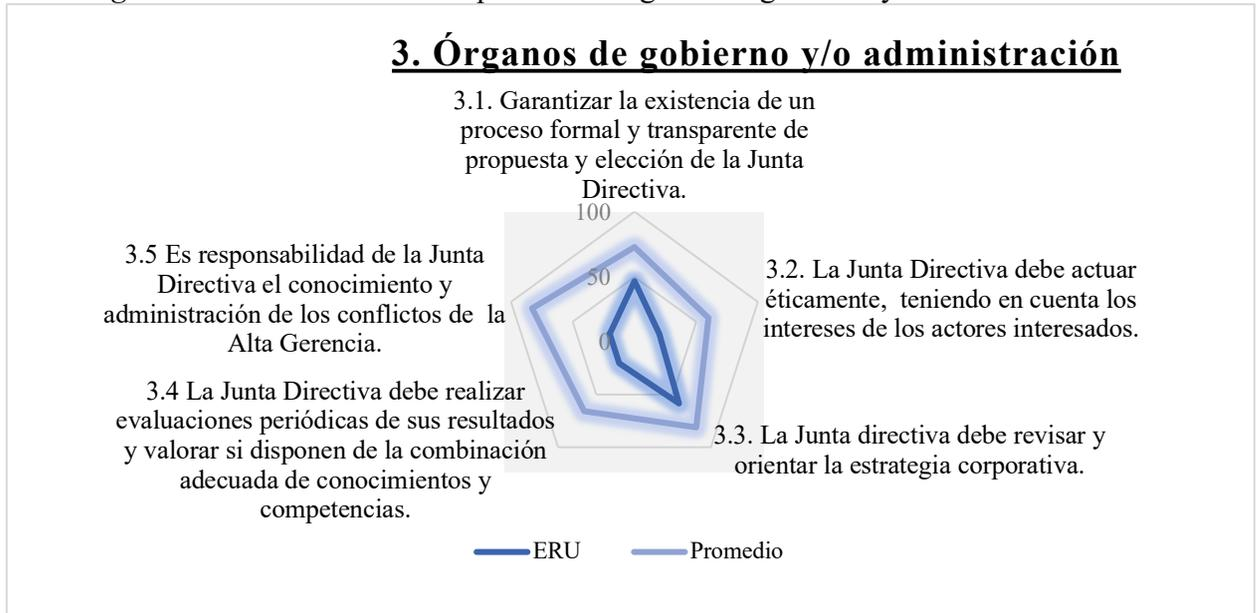 3. Órganos de gobierno y/o administración
3.1. Garantizar la existencia de un
proceso formal y transparente de
propuesta y elección de la Junta
Directiva.
100
50
0
3.2. La Junta Directiva debe actuar
éticamente,  teniendo en cuenta los
intereses de los actores interesados.
3.3. La Junta directiva debe revisar y
orientar la estrategia corporativa.
3.4 La Junta Directiva debe realizar
evaluaciones periódicas de sus resultados
y valorar si disponen de la combinación
adecuada de conocimientos y
competencias.
3.5 Es responsabilidad de la Junta
Directiva el conocimiento y
administración de los conflictos de  la
Alta Gerencia.
ERU
Promedio